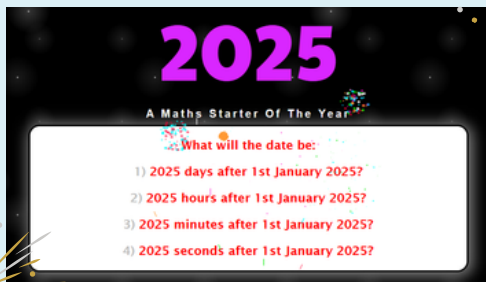 2025
A Maths Starter Of The Year
What will the date be:
1) 2025 days after 1st January 2025?
2) 2025 hours after 1st January 2025?
3) 2025 minutes after 1st January 2025?
4) 2025 seconds after 1st January 2025?